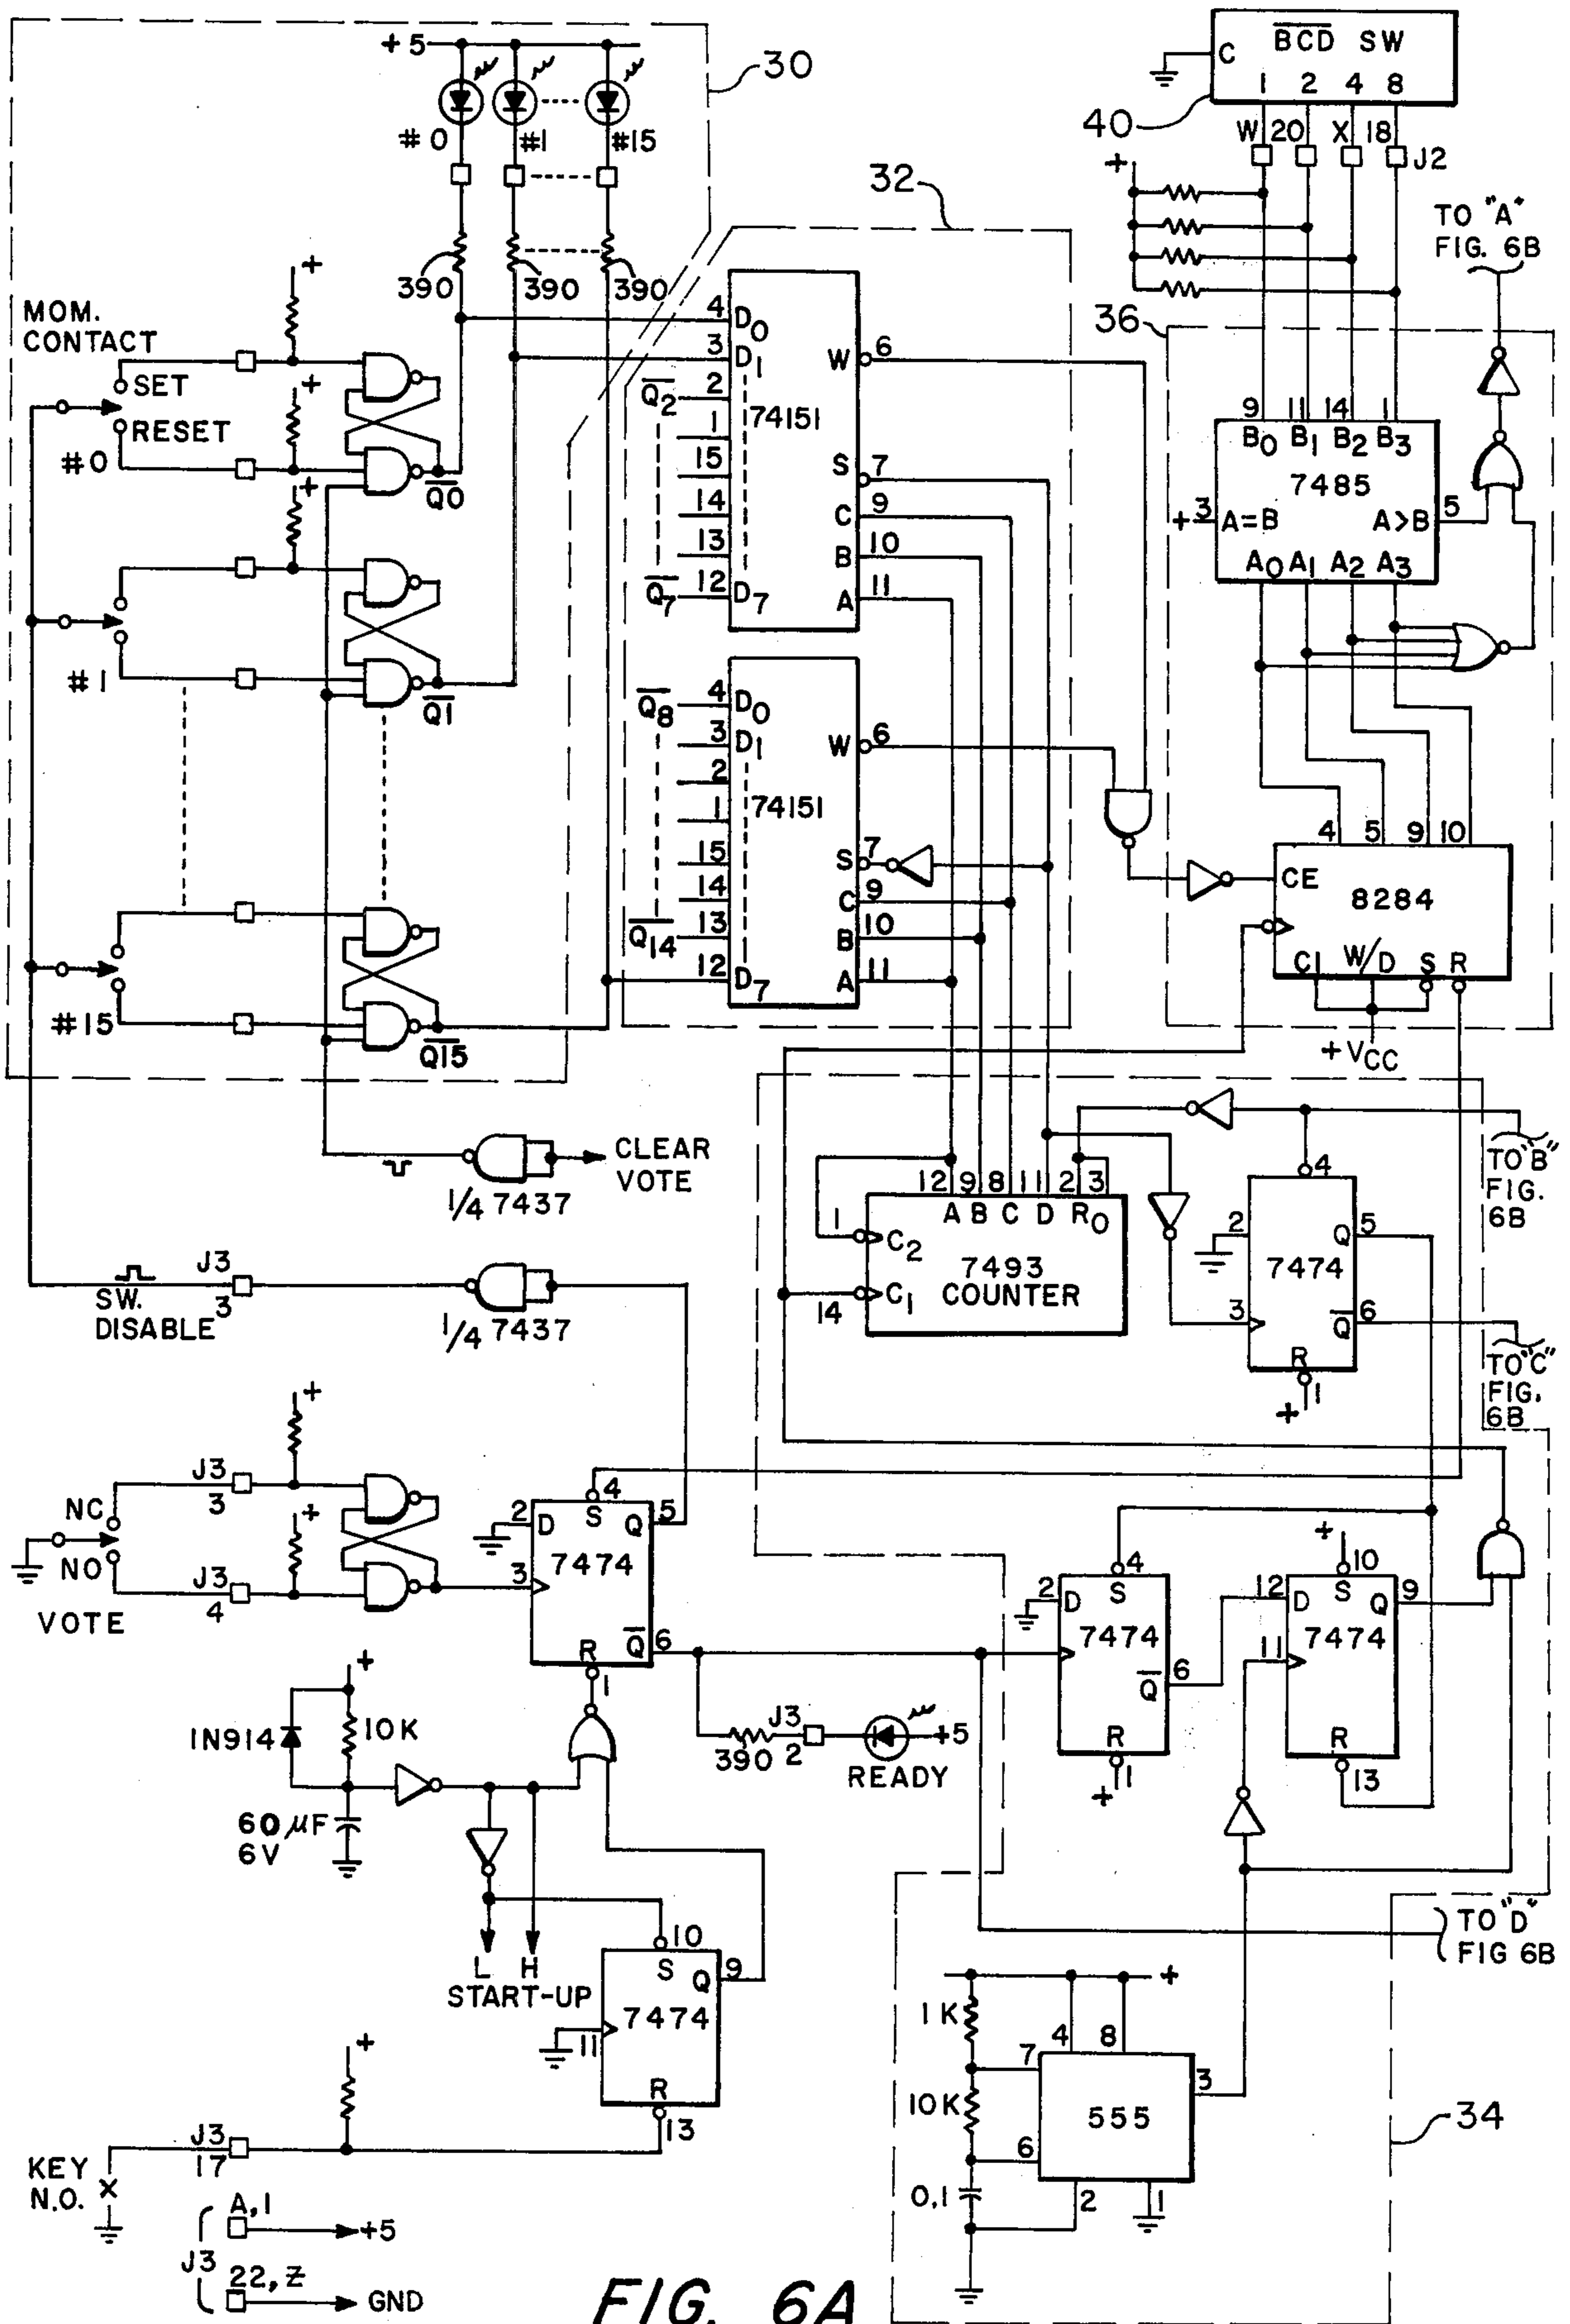 +5
30
#0
#1
#15
390
390
390
BCD SW
C
1 2 4 8
40
W 20 X 18
J2
+
TO "A"
FIG. 6B
32
36
MOM.
CONTACT
SET
RESET
#0
+
+
+
Q0
#1
Q1
#15
Q15
4 D0
3 D1
Q2 2
1
15
14
13
Q7 12 D7
74151
W 6
S 7
C 9
B 10
A 11
Q8 4 D0
3 D1
2
1
15
14
Q14 13
12 D7
74151
W 6
S 7
C 9
B 10
A 11
9 11 14 1
B0 B1 B2 B3
7485
+ 3 A=B
A>B 5
A0 A1 A2 A3
4 5 9 10
CE
8284
C1 W/D S R
+VCC
CLEAR
VOTE
1/4 7437
J3
3
SW.
DISABLE
1/4 7437
12 9 8 11 2 3
A B C D R0
1 C2
7493
COUNTER
14 C1
4
2
Q 5
7474
3
Q 6
R
1
+
TO "B"
FIG.
6B
TO "C"
FIG.
6B
+
J3
3
NC
+
NO
J3
4
VOTE
4
2 D S Q 5
7474
3
R Q 6
1
4
2 D S
7474
Q 6
R
1
+
+
10
12 D S Q 9
11 7474
R
13
+
1N914
10K
60 µF
6V
390
J3
2
+5
READY
L H
START-UP
10
S Q 9
7474
11
R
13
TO "D"
FIG 6B
+
1K
4 8
7
10K
555
3
6
0.1
2
1
34
+
J3
17
KEY
N.O.
J3
A,1
+5
22,Z
GND
FIG. 6A